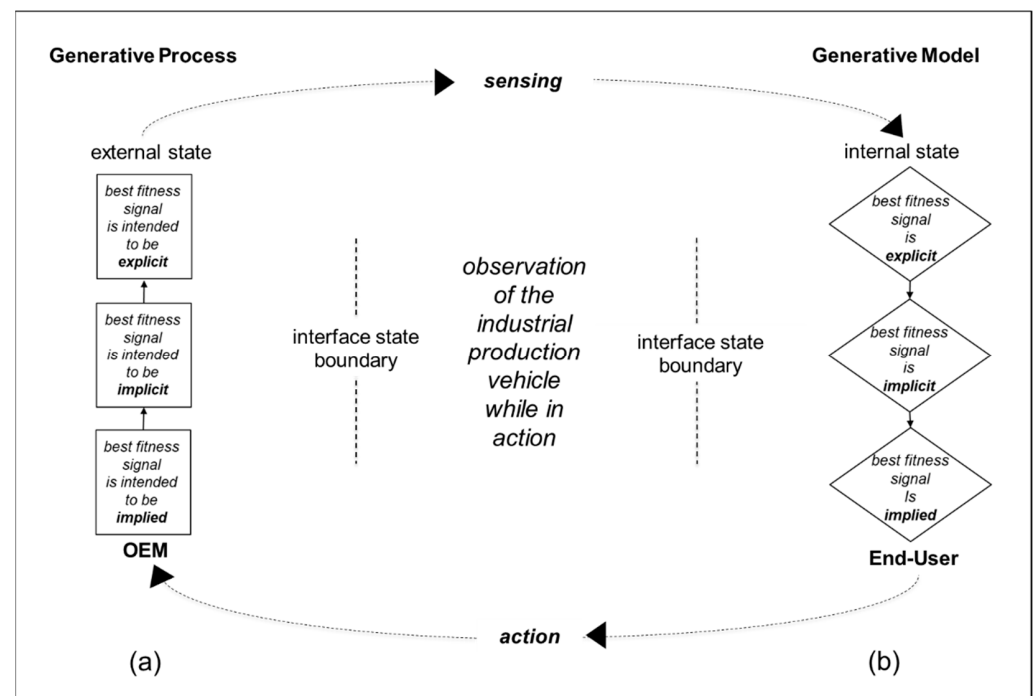 Generative Process
Generative Model
sensing
external state
internal state
best fitness
signal
is intended
to be
explicit
best fitness
signal
is intended
to be
implicit
best fitness
signal
is intended
to be
implied
OEM
interface state
boundary
observation
of the
industrial
production
vehicle
while in
action
interface state
boundary
best fitness
signal
is
explicit
best fitness
signal
is
implicit
best fitness
signal
Is
implied
End-User
action
(a)
(b)